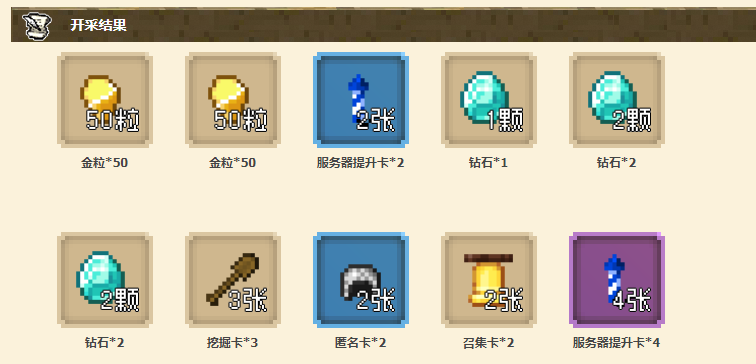 开采结果
50粒
50粒
2张
1颗
2颗
金粒*50
金粒*50
服务器提升卡*2
钻石*1
钻石*2
2颗
3张
2张
2张
4张
钻石*2
挖掘卡*3
匿名卡*2
召集卡*2
服务器提升卡*4